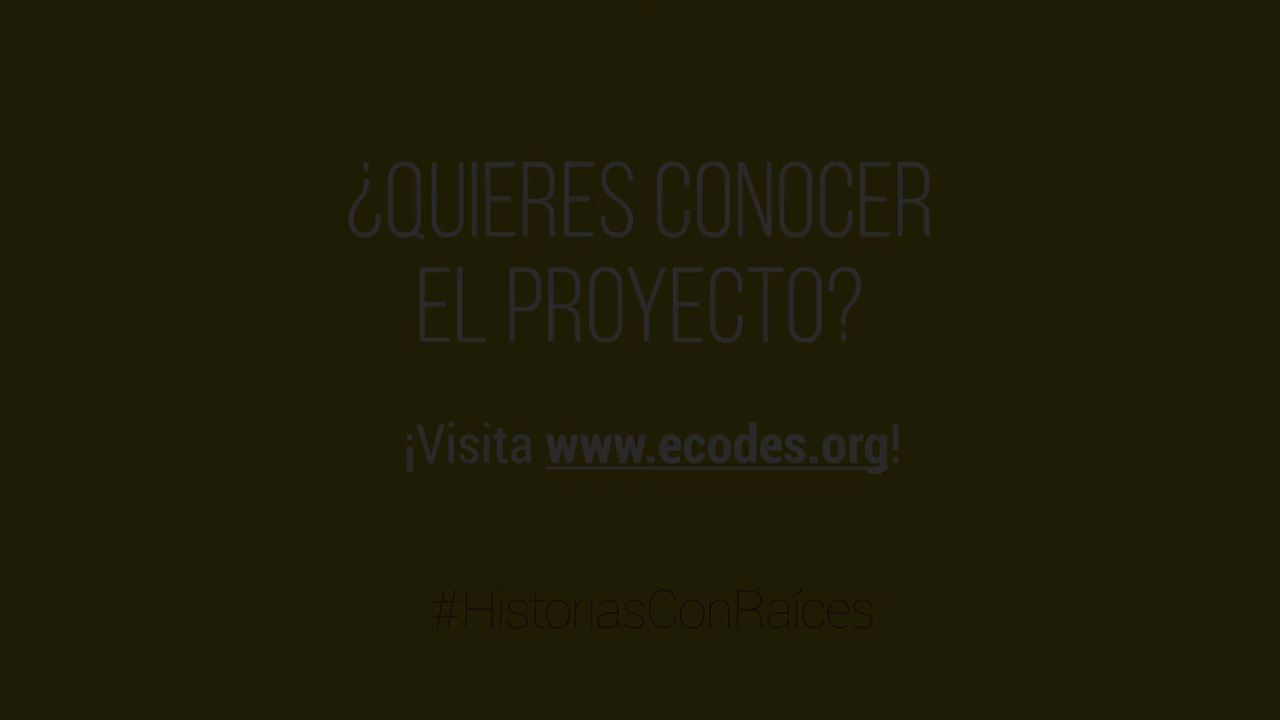 ¿QUIERES CONOCER
EL PROYECTO?
¡Visita www.ecodes.org!
#HistoriasConRaíces